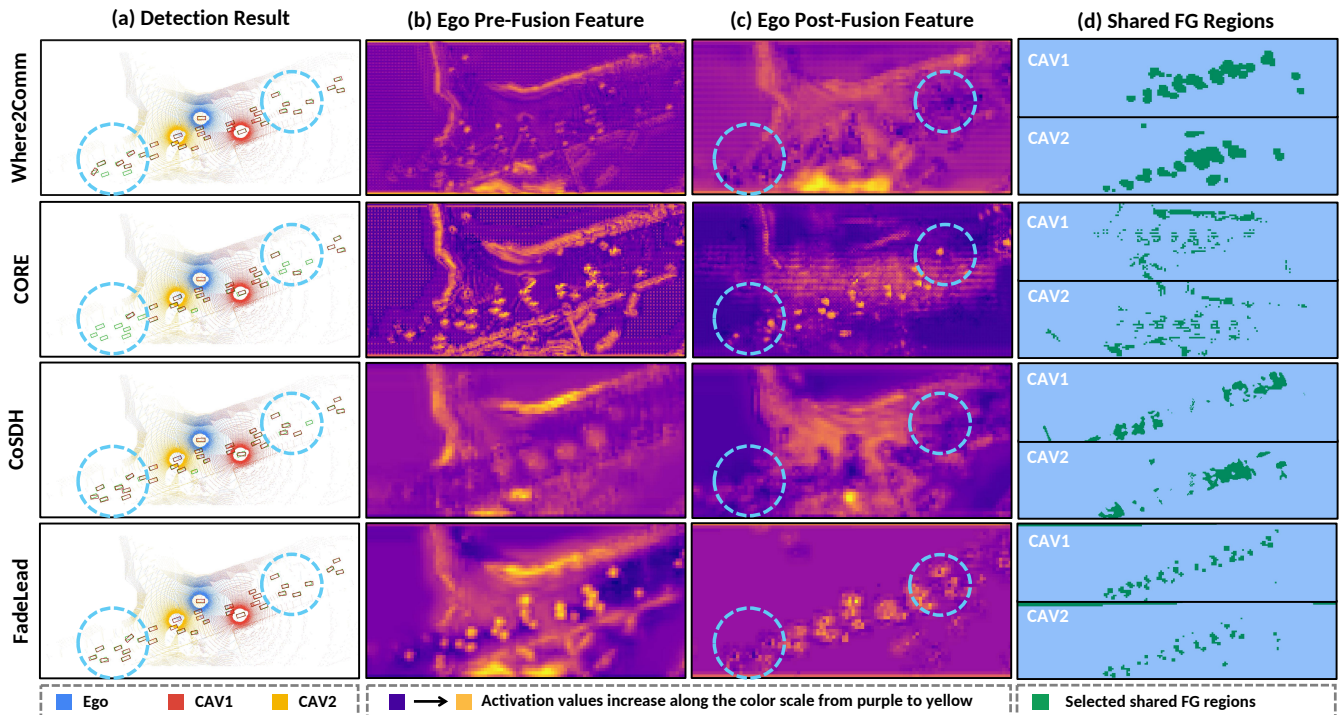 (a) Detection Result
(b) Ego Pre-Fusion Feature
(c) Ego Post-Fusion Feature
(d) Shared FG Regions
Where2Comm
CAV1
CAV2
CORE
CAV1
CAV2
CoSDH
CAV1
CAV2
FadeLead
CAV1
CAV2
Ego
CAV1
CAV2
Activation values increase along the color scale from purple to yellow
Selected shared FG regions